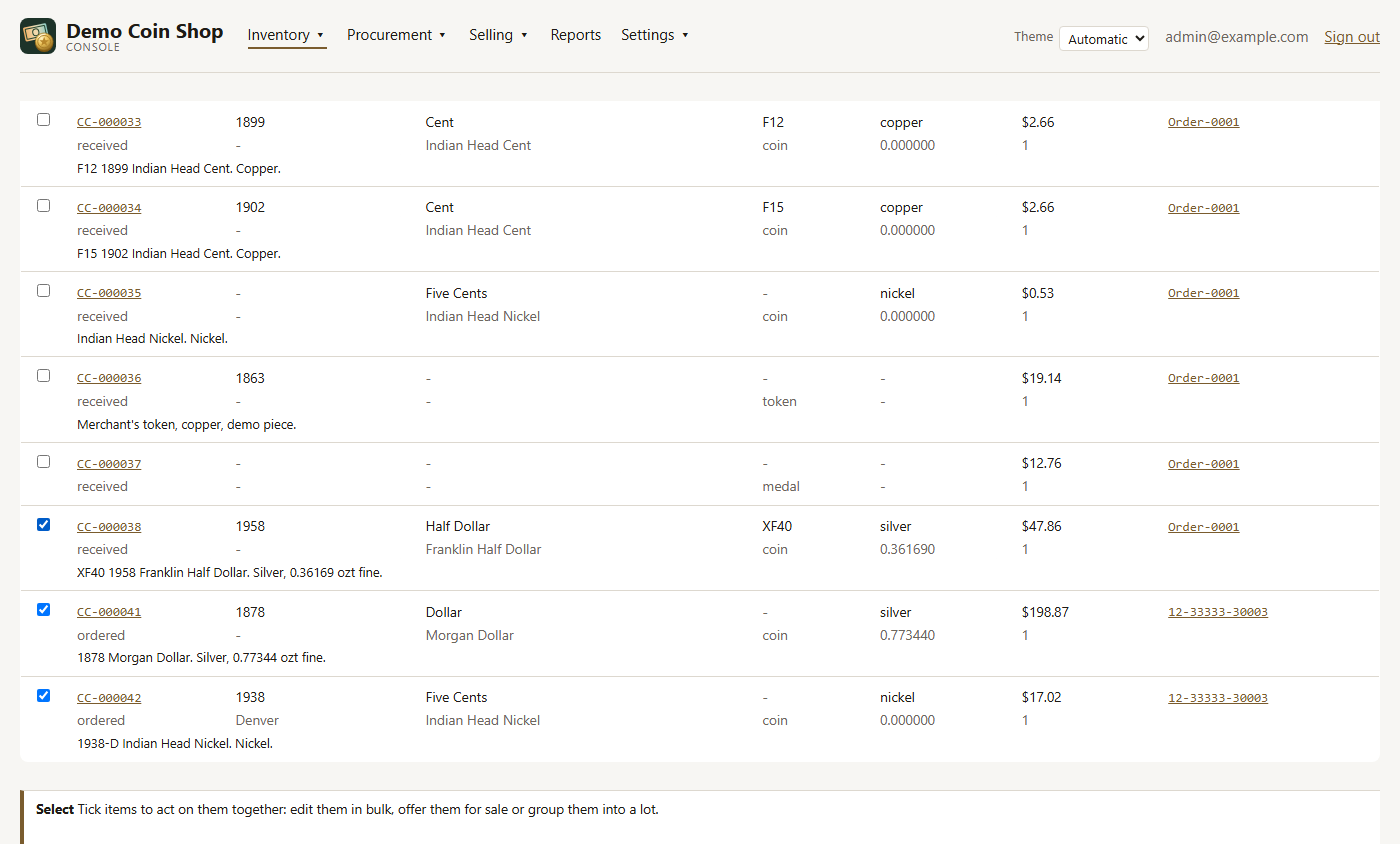 Demo Coin Shop
CONSOLE
Inventory ▾ Procurement ▾ Selling ▾ Reports Settings ▾ Theme Automatic admin@example.com Sign out
CC-000033 1899 Cent F12 copper $2.66 Order-0001
received - Indian Head Cent coin 0.000000 1
F12 1899 Indian Head Cent. Copper.
CC-000034 1902 Cent F15 copper $2.66 Order-0001
received - Indian Head Cent coin 0.000000 1
F15 1902 Indian Head Cent. Copper.
CC-000035 - Five Cents - nickel $0.53 Order-0001
received - Indian Head Nickel coin 0.000000 1
Indian Head Nickel. Nickel.
CC-000036 1863 - - - $19.14 Order-0001
received - - token - 1
Merchant's token, copper, demo piece.
CC-000037 - - - - $12.76 Order-0001
received - - medal - 1
CC-000038 1958 Half Dollar XF40 silver $47.86 Order-0001
received - Franklin Half Dollar coin 0.361690 1
XF40 1958 Franklin Half Dollar. Silver, 0.36169 ozt fine.
CC-000041 1878 Dollar - silver $198.87 12-33333-30003
ordered - Morgan Dollar coin 0.773440 1
1878 Morgan Dollar. Silver, 0.77344 ozt fine.
CC-000042 1938 Five Cents - nickel $17.02 12-33333-30003
ordered Denver Indian Head Nickel coin 0.000000 1
1938-D Indian Head Nickel. Nickel.
Select Tick items to act on them together: edit them in bulk, offer them for sale or group them into a lot.